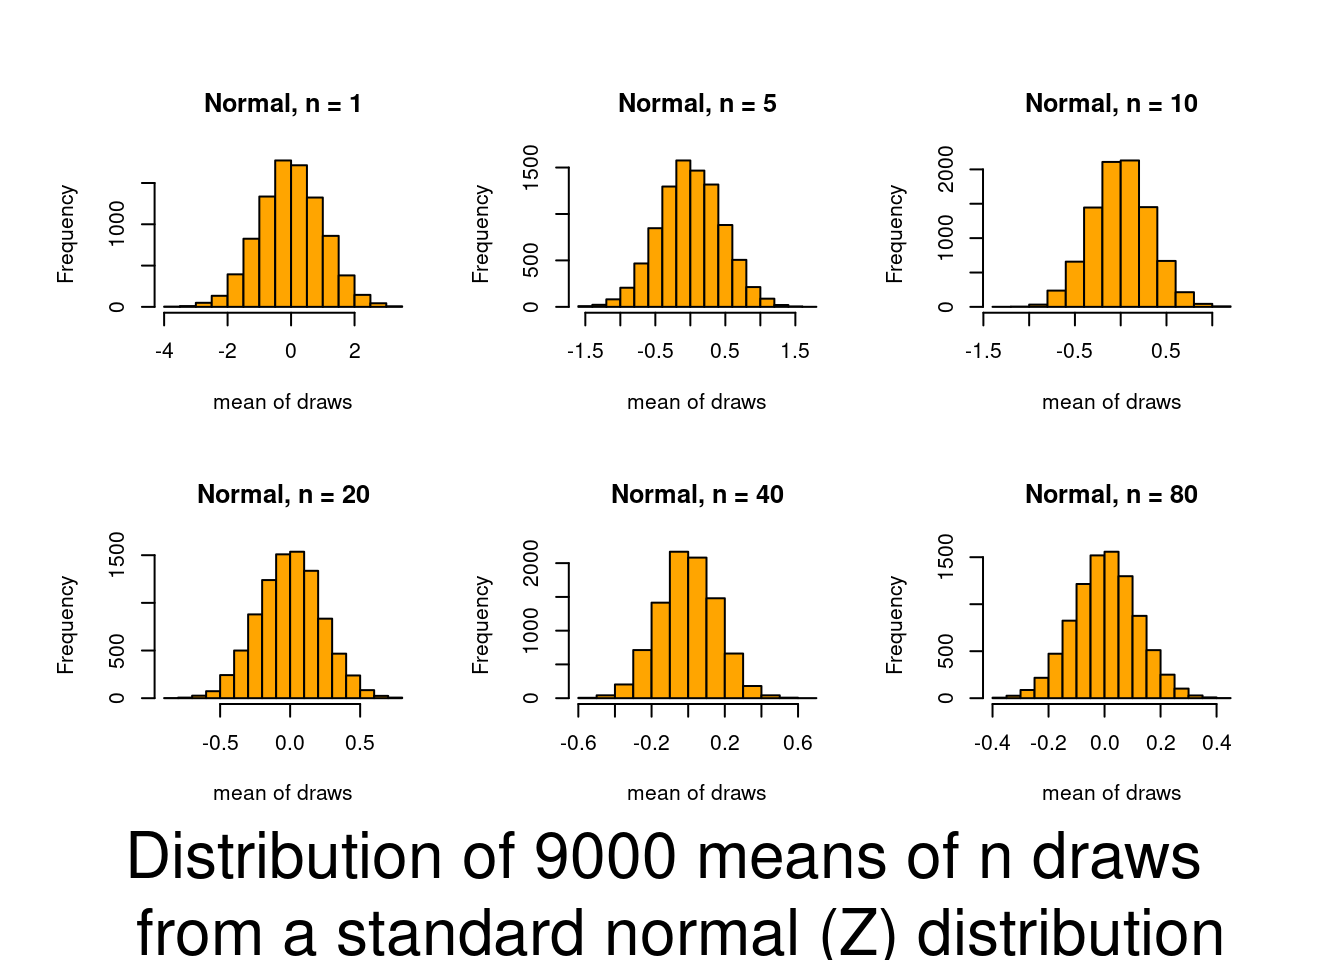 Normal, n = 1
Frequency
0 1000
-4 -2 0 2
mean of draws
Normal, n = 5
Frequency
0 500 1500
-1.5 -0.5 0.5 1.5
mean of draws
Normal, n = 10
Frequency
0 1000 2000
-1.5 -0.5 0.5
mean of draws
Normal, n = 20
Frequency
0 500 1500
-0.5 0.0 0.5
mean of draws
Normal, n = 40
Frequency
0 1000 2000
-0.6 -0.2 0.2 0.6
mean of draws
Normal, n = 80
Frequency
0 500 1500
-0.4 -0.2 0.0 0.2 0.4
mean of draws
Distribution of 9000 means of n draws
from a standard normal (Z) distribution